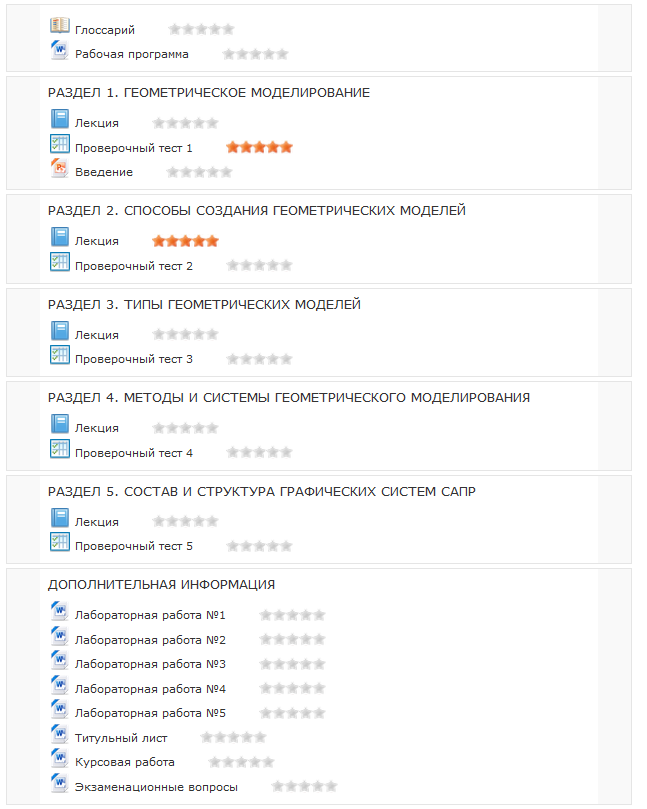 Глоссарий
Рабочая программа
РАЗДЕЛ 1. ГЕОМЕТРИЧЕСКОЕ МОДЕЛИРОВАНИЕ
Лекция
Проверочный тест 1
Введение
РАЗДЕЛ 2. СПОСОБЫ СОЗДАНИЯ ГЕОМЕТРИЧЕСКИХ МОДЕЛЕЙ
Лекция
Проверочный тест 2
РАЗДЕЛ 3. ТИПЫ ГЕОМЕТРИЧЕСКИХ МОДЕЛЕЙ
Лекция
Проверочный тест 3
РАЗДЕЛ 4. МЕТОДЫ И СИСТЕМЫ ГЕОМЕТРИЧЕСКОГО МОДЕЛИРОВАНИЯ
Лекция
Проверочный тест 4
РАЗДЕЛ 5. СОСТАВ И СТРУКТУРА ГРАФИЧЕСКИХ СИСТЕМ САПР
Лекция
Проверочный тест 5
ДОПОЛНИТЕЛЬНАЯ ИНФОРМАЦИЯ
Лабораторная работа №1
Лабораторная работа №2
Лабораторная работа №3
Лабораторная работа №4
Лабораторная работа №5
Титульный лист
Курсовая работа
Экзаменационные вопросы